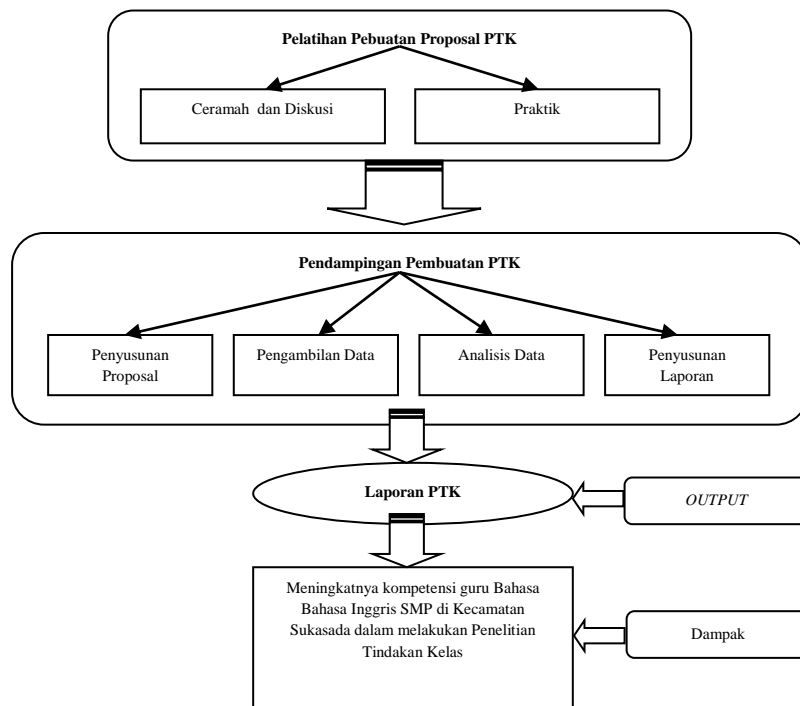 Pelatihan Pebuatan Proposal PTK
Ceramah dan Diskusi
Praktik
Pendampingan Pembuatan PTK
Penyusunan
Proposal
Pengambilan Data
Analisis Data
Penyusunan
Laporan
Laporan PTK
OUTPUT
Meningkatnya kompetensi guru Bahasa
Bahasa Inggris SMP di Kecamatan
Sukasada dalam melakukan Penelitian
Tindakan Kelas
Dampak